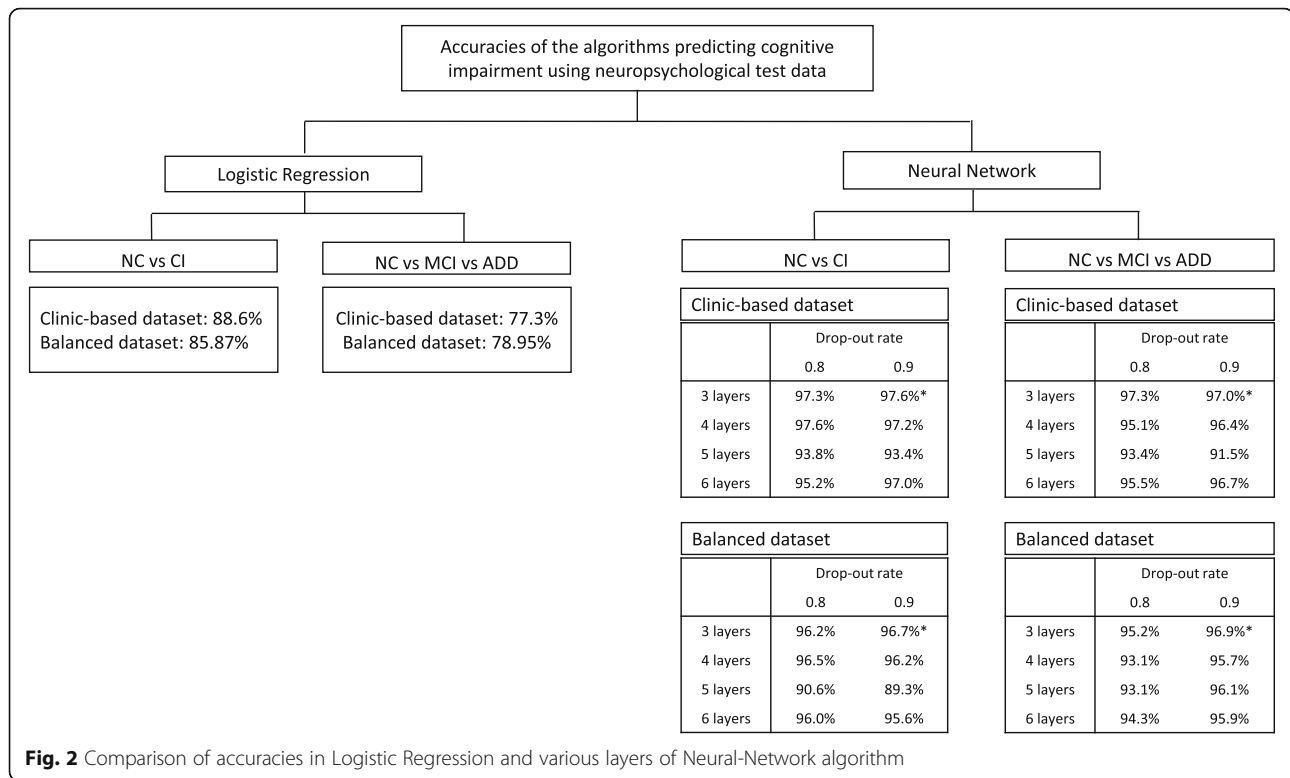 Accuracies of the algorithms predicting cognitive
impairment using neuropsychological test data
Logistic Regression
NC vs CI
Clinic-based dataset: 88.6%
Balanced dataset: 85.87%
NC vs MCI vs ADD
Clinic-based dataset: 77.3%
Balanced dataset: 78.95%
Neural Network
NC vs CI
Clinic-based dataset
Drop-out rate
0.8 0.9
3 layers 97.3% 97.6%*
4 layers 97.6% 97.2%
5 layers 93.8% 93.4%
6 layers 95.2% 97.0%
Balanced dataset
Drop-out rate
0.8 0.9
3 layers 96.2% 96.7%*
4 layers 96.5% 96.2%
5 layers 90.6% 89.3%
6 layers 96.0% 95.6%
NC vs MCI vs ADD
Clinic-based dataset
Drop-out rate
0.8 0.9
3 layers 97.3% 97.0%*
4 layers 95.1% 96.4%
5 layers 93.4% 91.5%
6 layers 95.5% 96.7%
Balanced dataset
Drop-out rate
0.8 0.9
3 layers 95.2% 96.9%*
4 layers 93.1% 95.7%
5 layers 93.1% 96.1%
6 layers 94.3% 95.9%
Fig. 2 Comparison of accuracies in Logistic Regression and various layers of Neural-Network algorithm